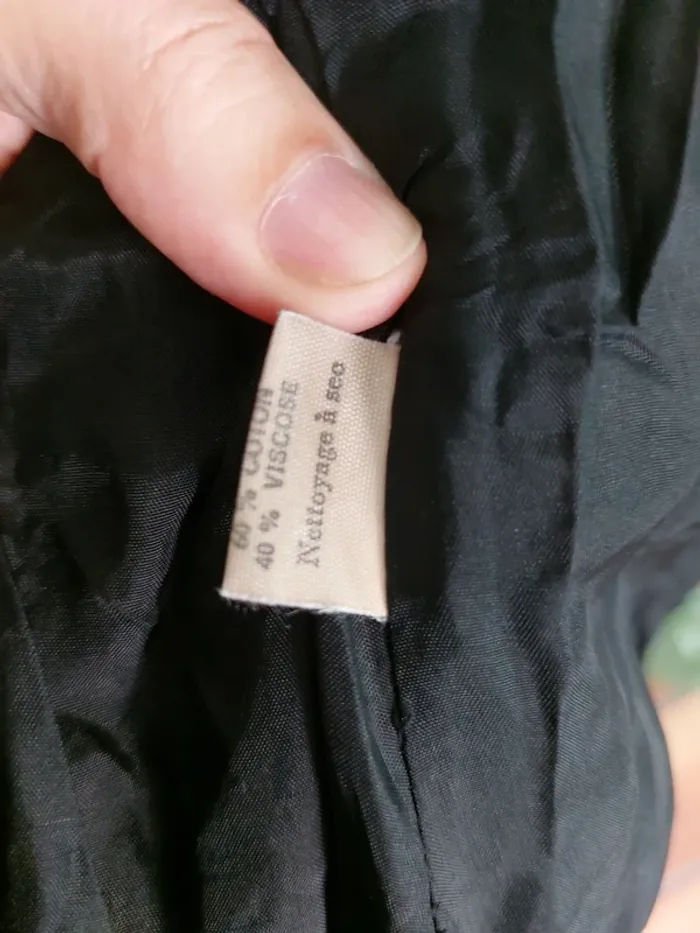 60 % COTON
40 % VISCOSE
Nettoyage à sec